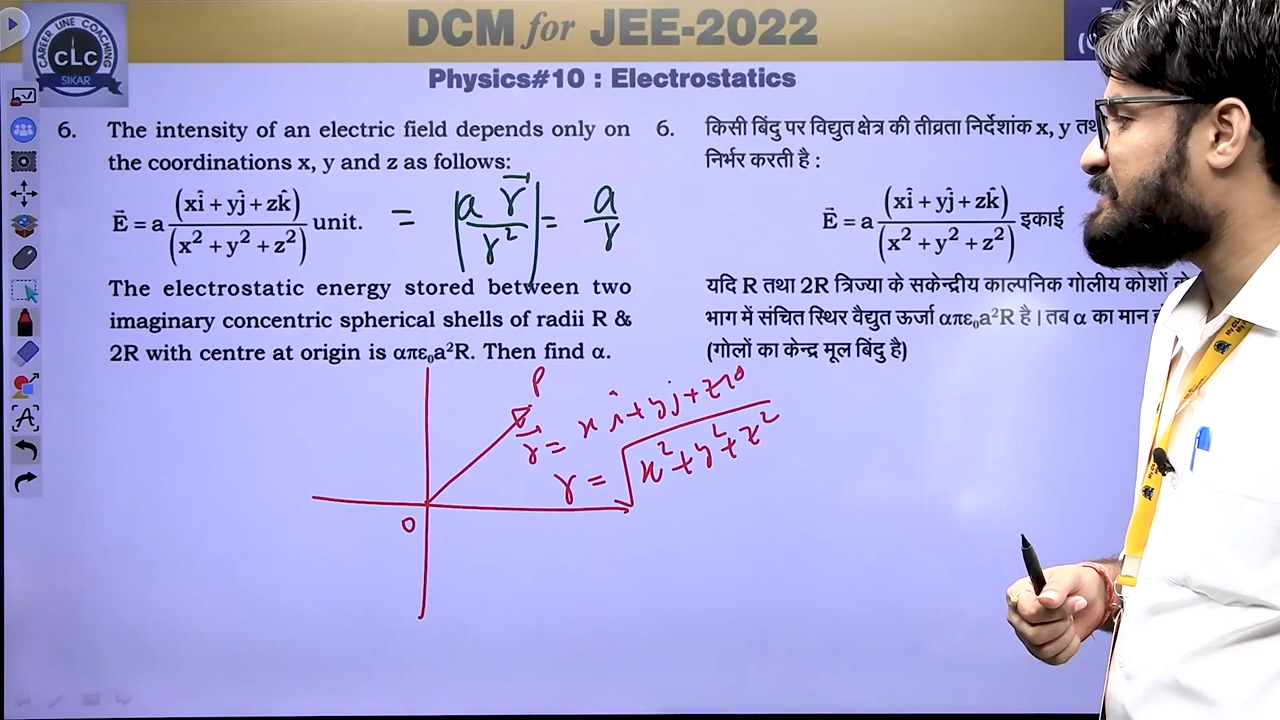 DCM for JEE-2022
CAREER LINE COACHING
CLC
SIKAR
Physics#10 : Electrostatics
6. The intensity of an electric field depends only on
the coordinations x, y and z as follows:
E⃗ = a (xî + yĵ + zk̂) / (x² + y² + z²) unit. = |a r⃗ / r²| = a / r
The electrostatic energy stored between two
imaginary concentric spherical shells of radii R &
2R with centre at origin is απε₀a²R. Then find α.
6. किसी बिंदु पर विद्युत क्षेत्र की तीव्रता निर्देशांक x, y
निर्भर करती है :
E⃗ = a (xî + yĵ + zk̂) / (x² + y² + z²) इकाई
यदि R तथा 2R त्रिज्या के सकेन्द्रीय काल्पनिक गोलीय कोशों
भाग में संचित स्थिर वैद्युत ऊर्जा απε₀a²R है। तब α का मान
(गोलों का केन्द्र मूल बिंदु है)
P
r⃗ = x î + y j + z
r = √(x² + y² + z²)
O